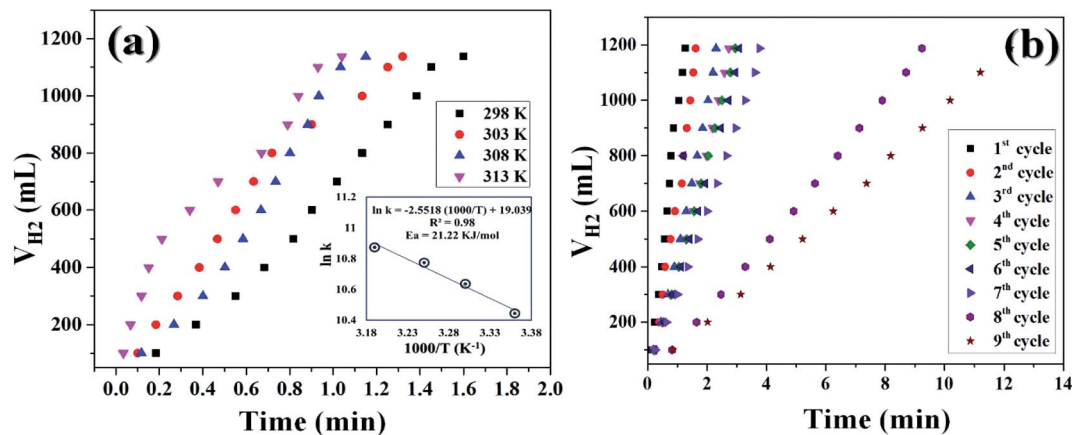 (a)
1200
1000
800
600
400
200
V_H2 (mL)
0.0 0.2 0.4 0.6 0.8 1.0 1.2 1.4 1.6 1.8 2.0
Time (min)
298 K
303 K
308 K
313 K
11.2
11
10.8
10.6
10.4
ln k
ln k = -2.5518 (1000/T) + 19.039
R² = 0.98
Ea = 21.22 KJ/mol
3.18 3.23 3.28 3.33 3.38
1000/T (K⁻¹)
(b)
1200
1000
800
600
400
200
V_H2 (mL)
0 2 4 6 8 10 12 14
Time (min)
1st cycle
2nd cycle
3rd cycle
4th cycle
5th cycle
6th cycle
7th cycle
8th cycle
9th cycle